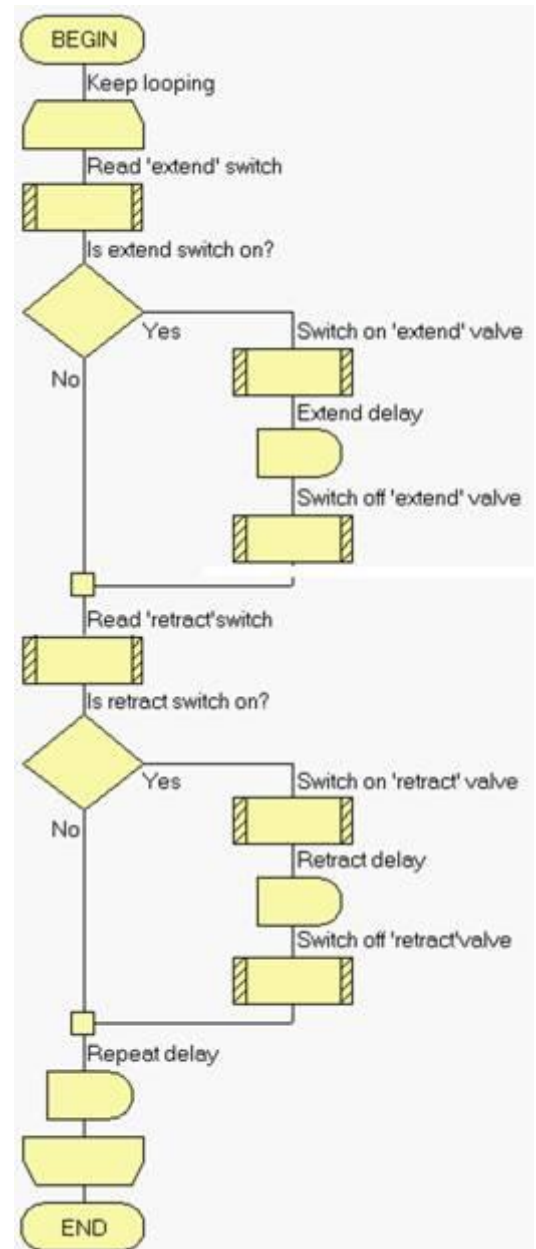 BEGIN
Keep looping
Read 'extend' switch
Is extend switch on?
Yes
No
Switch on 'extend' valve
Extend delay
Switch off 'extend' valve
Read 'retract'switch
Is retract switch on?
Yes
No
Switch on 'retract' valve
Retract delay
Switch off 'retract'valve
Repeat delay
END